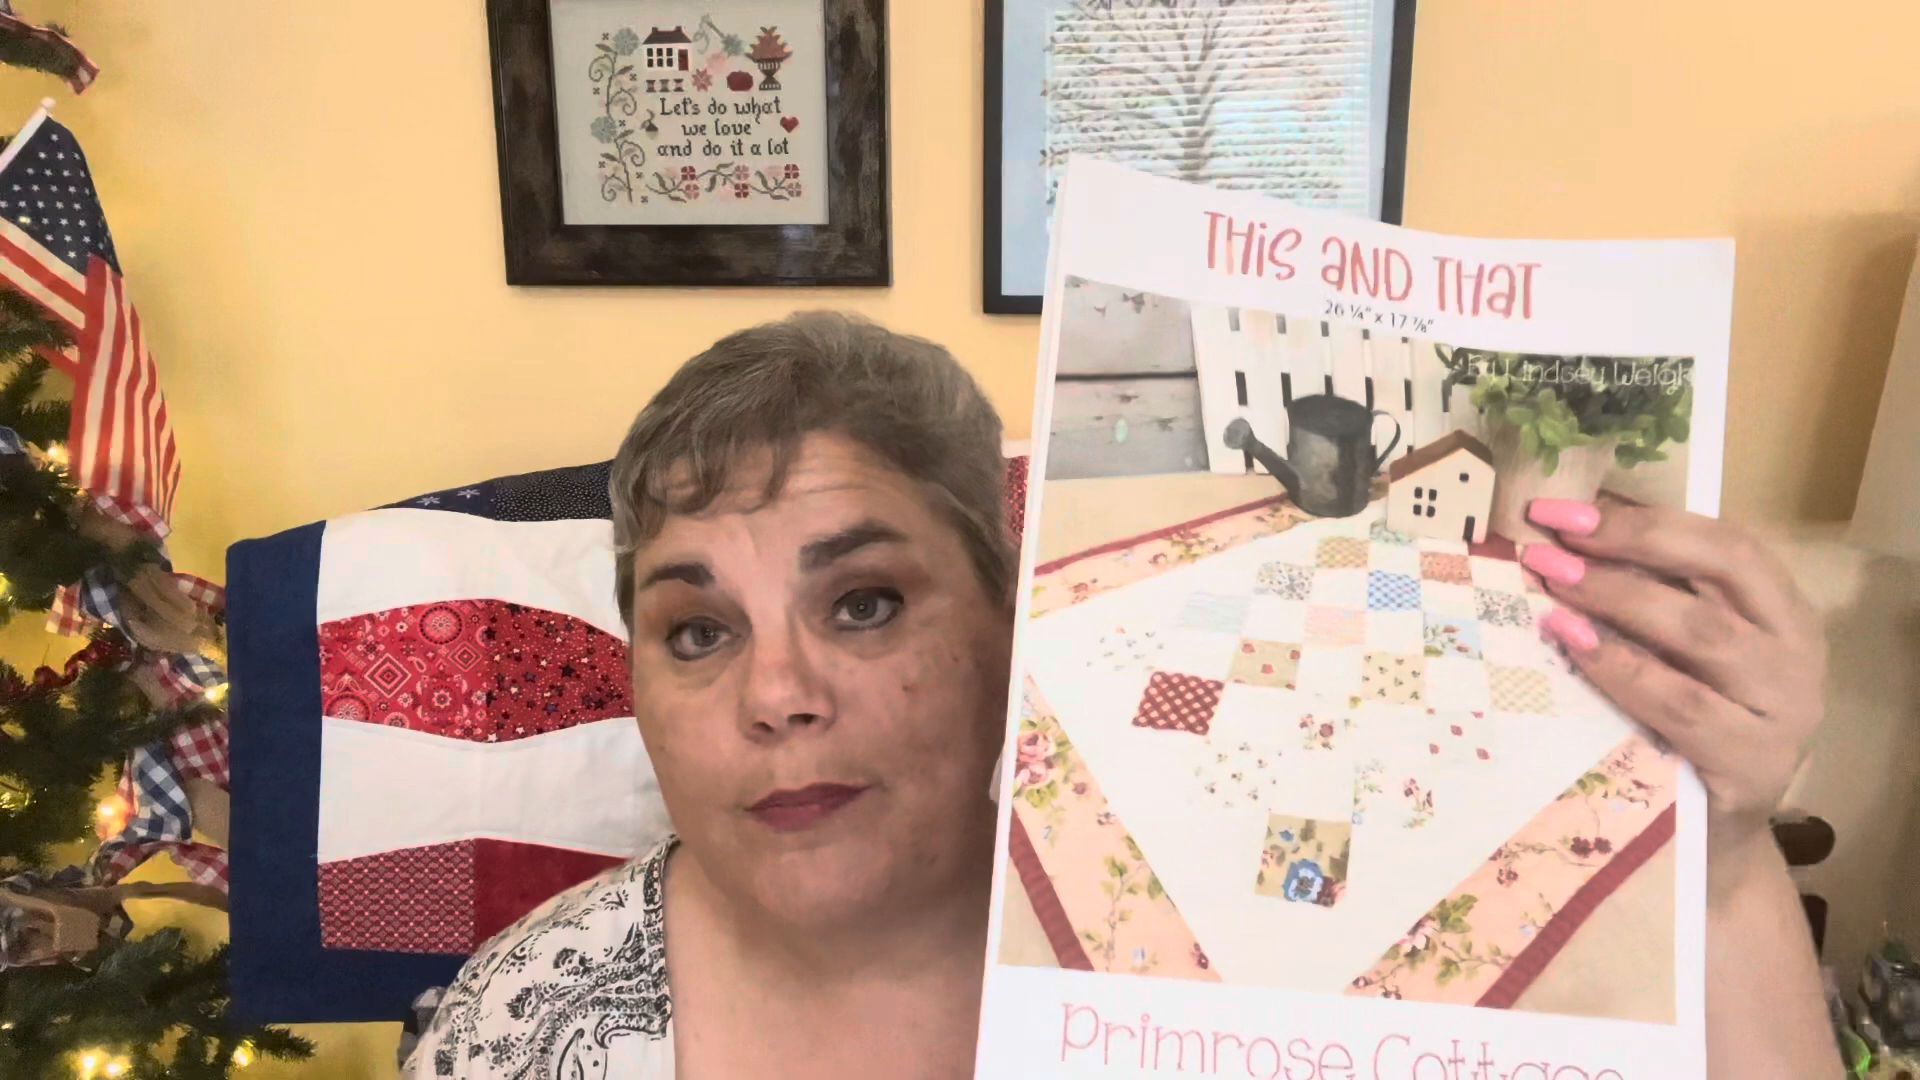 Let's do what
we love
and do it a lot
THIS AND THAT
26 ¼" x 17 ⅞"
By Lindsey Weigh
Primrose Cottage